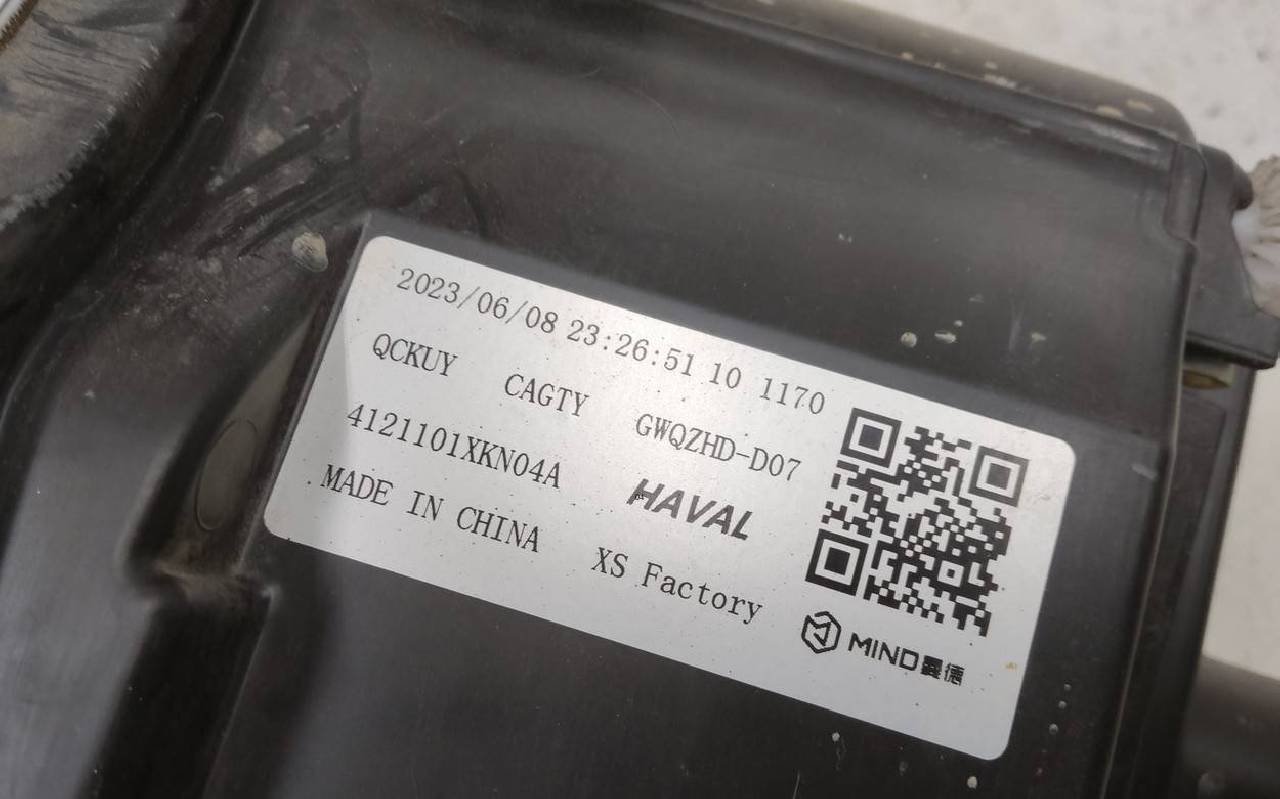 2023/06/08 23:26:51 10 1170
QCKUY CAGTY GWQZHD-D07
4121101XKN04A HAVAL
MADE IN CHINA XS Factory
MIND曼德